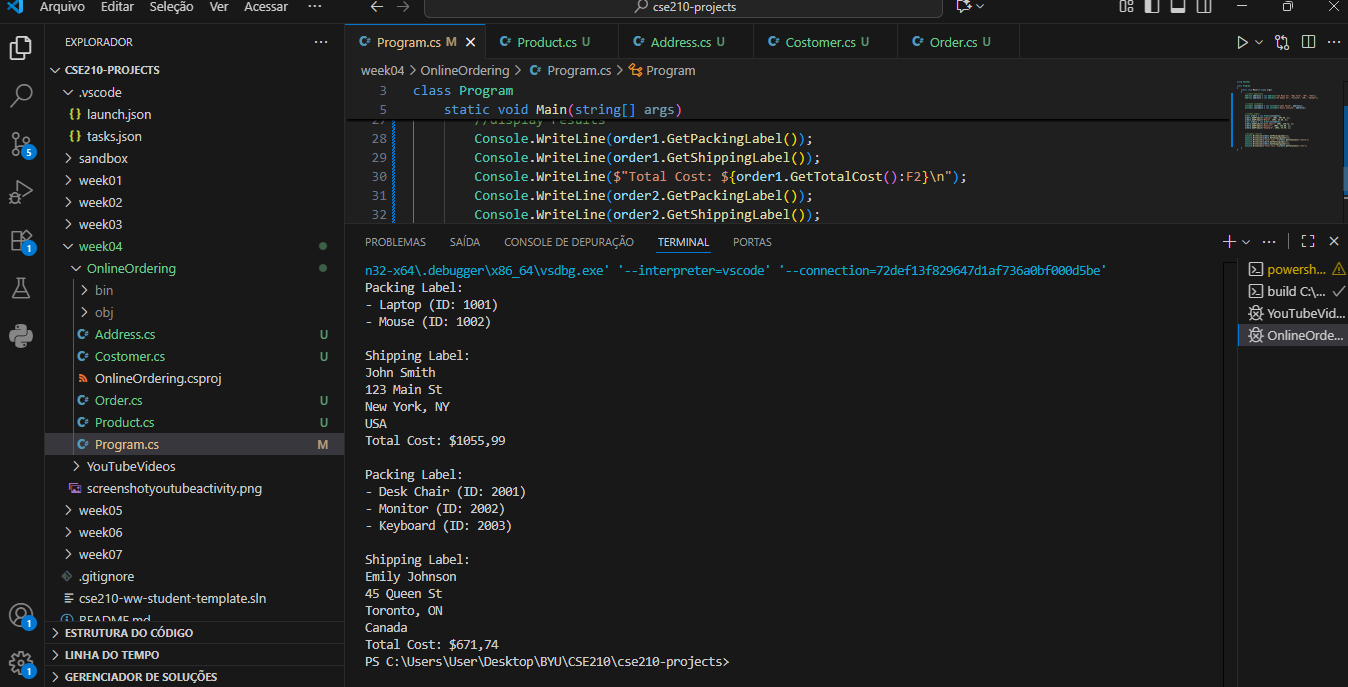 Arquivo Editar Seleção Ver Acessar ··· cse210-projects
EXPLORADOR ···
CSE210-PROJECTS
.vscode
{} launch.json
{} tasks.json
sandbox
week01
week02
week03
week04
OnlineOrdering
bin
obj
C# Address.cs U
C# Costomer.cs U
OnlineOrdering.csproj
C# Order.cs U
C# Product.cs U
C# Program.cs M
YouTubeVideos
screenshotyoutubeactivity.png
week05
week06
week07
.gitignore
cse210-ww-student-template.sln
README.md
ESTRUTURA DO CÓDIGO
LINHA DO TEMPO
GERENCIADOR DE SOLUÇÕES
5
1
1
1
C# Program.cs M C# Product.cs U C# Address.cs U C# Costomer.cs U C# Order.cs U
week04 > OnlineOrdering > C# Program.cs > Program
3 class Program
5 static void Main(string[] args)
27 //display results
28 Console.WriteLine(order1.GetPackingLabel());
29 Console.WriteLine(order1.GetShippingLabel());
30 Console.WriteLine($"Total Cost: ${order1.GetTotalCost():F2}\n");
31 Console.WriteLine(order2.GetPackingLabel());
32 Console.WriteLine(order2.GetShippingLabel());
PROBLEMAS SAÍDA CONSOLE DE DEPURAÇÃO TERMINAL PORTAS
n32-x64\.debugger\x86_64\vsdbg.exe' '--interpreter=vscode' '--connection=72def13f829647d1af736a0bf000d5be'
Packing Label:
- Laptop (ID: 1001)
- Mouse (ID: 1002)
Shipping Label:
John Smith
123 Main St
New York, NY
USA
Total Cost: $1055,99
Packing Label:
- Desk Chair (ID: 2001)
- Monitor (ID: 2002)
- Keyboard (ID: 2003)
Shipping Label:
Emily Johnson
45 Queen St
Toronto, ON
Canada
Total Cost: $671,74
PS C:\Users\User\Desktop\BYU\CSE210\cse210-projects>
powersh...
build C:\...
YouTubeVid...
OnlineOrde...